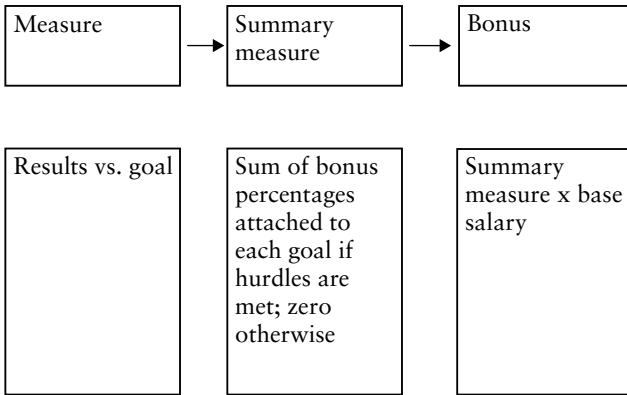 Measure
Summary
measure
Bonus
Results vs. goal
Sum of bonus
percentages
attached to
each goal if
hurdles are
met; zero
otherwise
Summary
measure x base
salary